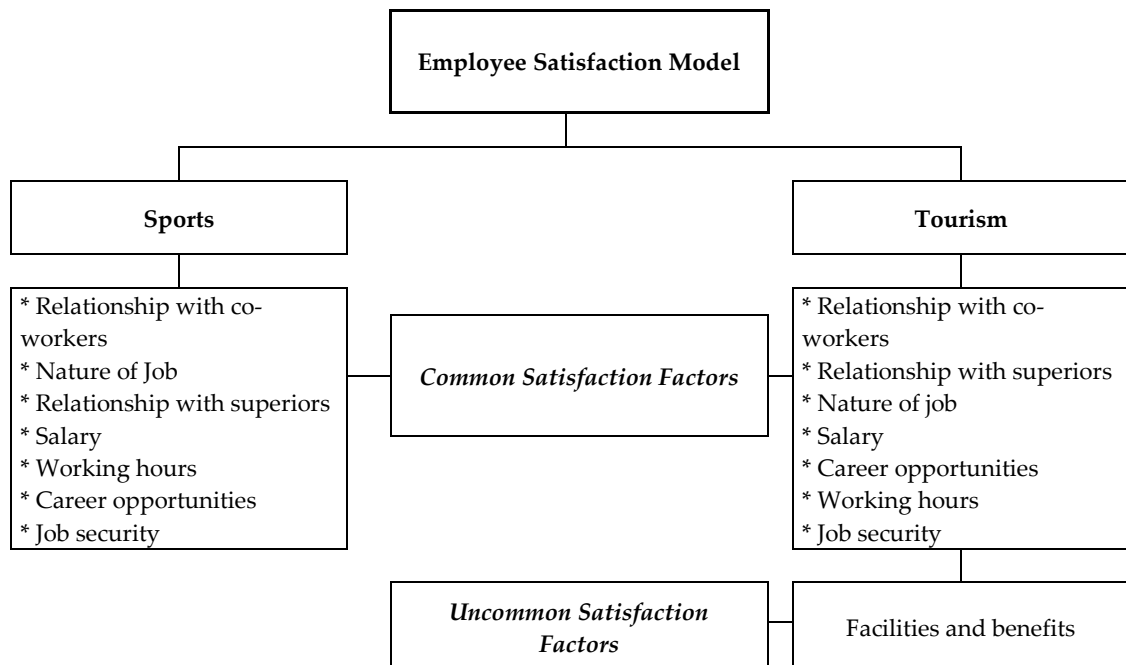 Employee Satisfaction Model
Sports
Tourism
* Relationship with co-
workers
* Nature of Job
* Relationship with superiors
* Salary
* Working hours
* Career opportunities
* Job security
Common Satisfaction Factors
* Relationship with co-
workers
* Relationship with superiors
* Nature of job
* Salary
* Career opportunities
* Working hours
* Job security
Uncommon Satisfaction
Factors
Facilities and benefits